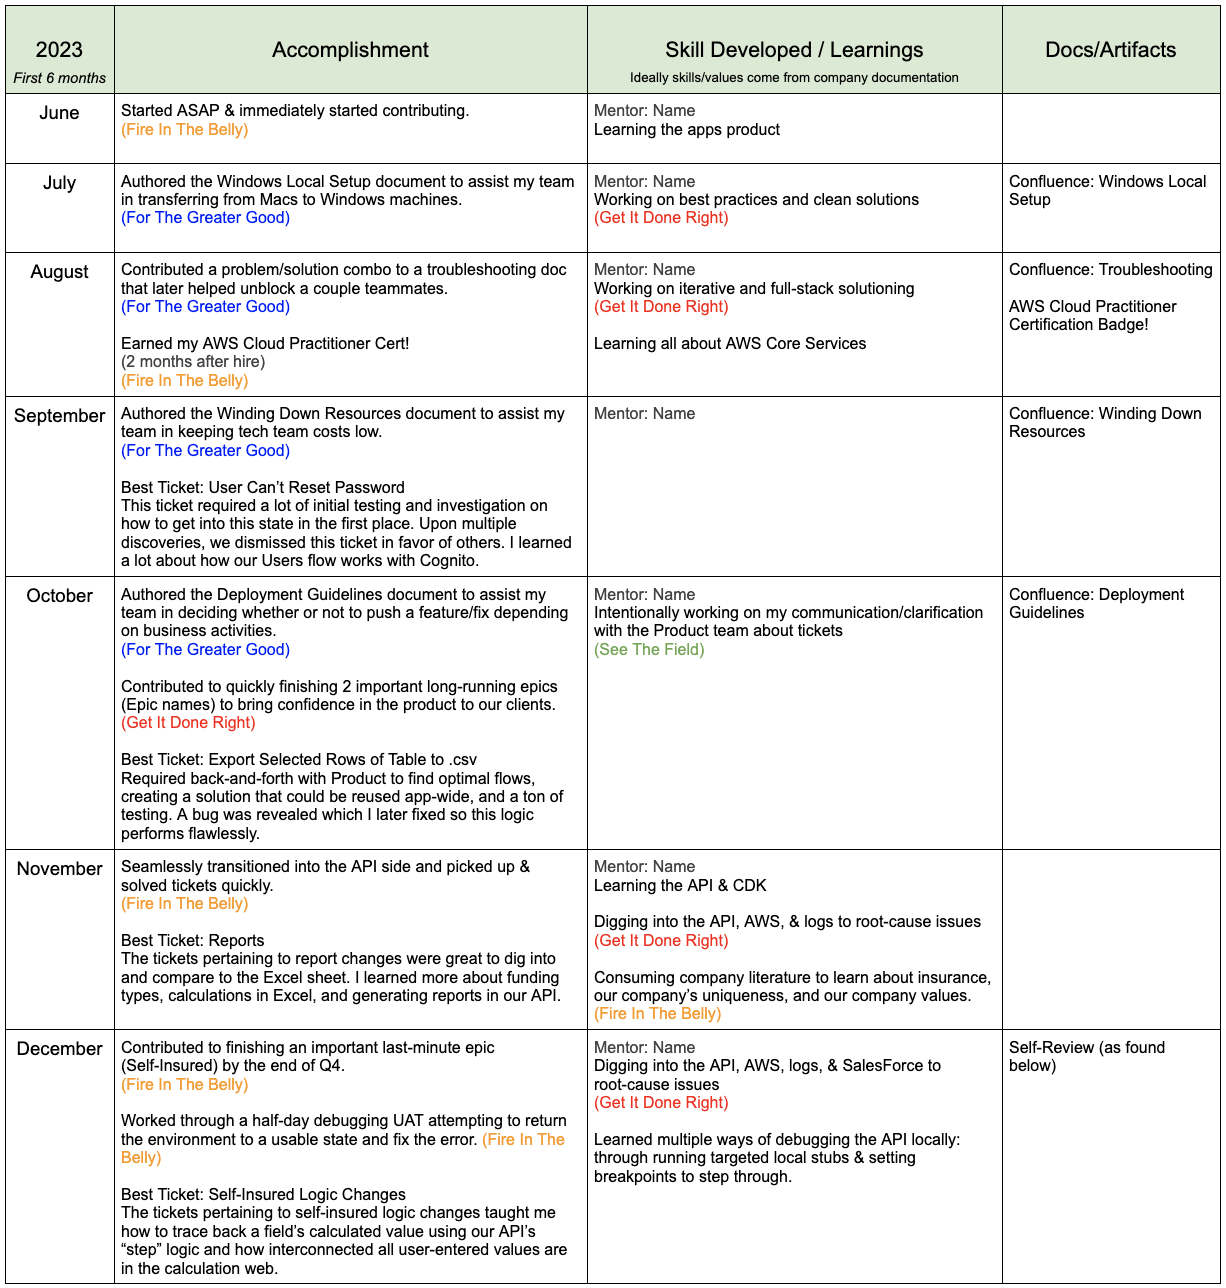 2023
First 6 months
Accomplishment
Skill Developed / Learnings
Ideally skills/values come from company documentation
Docs/Artifacts
June
Started ASAP & immediately started contributing.
(Fire In The Belly)
Mentor: Name
Learning the apps product
July
Authored the Windows Local Setup document to assist my team
in transferring from Macs to Windows machines.
(For The Greater Good)
Mentor: Name
Working on best practices and clean solutions
(Get It Done Right)
Confluence: Windows Local
Setup
August
Contributed a problem/solution combo to a troubleshooting doc
that later helped unblock a couple teammates.
(For The Greater Good)
Earned my AWS Cloud Practitioner Cert!
(2 months after hire)
(Fire In The Belly)
Mentor: Name
Working on iterative and full-stack solutioning
(Get It Done Right)
Learning all about AWS Core Services
Confluence: Troubleshooting
AWS Cloud Practitioner
Certification Badge!
September
Authored the Winding Down Resources document to assist my
team in keeping tech team costs low.
(For The Greater Good)
Best Ticket: User Can't Reset Password
This ticket required a lot of initial testing and investigation on
how to get into this state in the first place. Upon multiple
discoveries, we dismissed this ticket in favor of others. I learned
a lot about how our Users flow works with Cognito.
Mentor: Name
Confluence: Winding Down
Resources
October
Authored the Deployment Guidelines document to assist my
team in deciding whether or not to push a feature/fix depending
on business activities.
(For The Greater Good)
Contributed to quickly finishing 2 important long-running epics
(Epic names) to bring confidence in the product to our clients.
(Get It Done Right)
Best Ticket: Export Selected Rows of Table to .csv
Required back-and-forth with Product to find optimal flows,
creating a solution that could be reused app-wide, and a ton of
testing. A bug was revealed which I later fixed so this logic
performs flawlessly.
Mentor: Name
Intentionally working on my communication/clarification
with the Product team about tickets
(See The Field)
Confluence: Deployment
Guidelines
November
Seamlessly transitioned into the API side and picked up &
solved tickets quickly.
(Fire In The Belly)
Best Ticket: Reports
The tickets pertaining to report changes were great to dig into
and compare to the Excel sheet. I learned more about funding
types, calculations in Excel, and generating reports in our API.
Mentor: Name
Learning the API & CDK
Digging into the API, AWS, & logs to root-cause issues
(Get It Done Right)
Consuming company literature to learn about insurance,
our company's uniqueness, and our company values.
(Fire In The Belly)
December
Contributed to finishing an important last-minute epic
(Self-Insured) by the end of Q4.
(Fire In The Belly)
Worked through a half-day debugging UAT attempting to return
the environment to a usable state and fix the error. (Fire In The
Belly)
Best Ticket: Self-Insured Logic Changes
The tickets pertaining to self-insured logic changes taught me
how to trace back a field's calculated value using our API's
“step” logic and how interconnected all user-entered values are
in the calculation web.
Mentor: Name
Digging into the API, AWS, logs, & SalesForce to
root-cause issues
(Get It Done Right)
Learned multiple ways of debugging the API locally:
through running targeted local stubs & setting
breakpoints to step through.
Self-Review (as found
below)